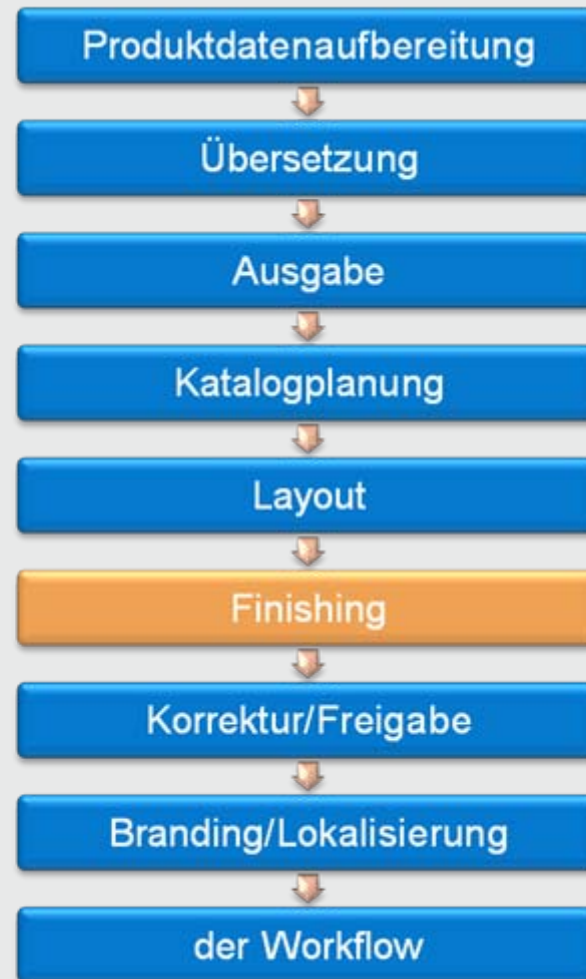 Produktdatenaufbereitung
Übersetzung
Ausgabe
Katalogplanung
Layout
Finishing
Korrektur/Freigabe
Branding/Lokalisierung
der Workflow